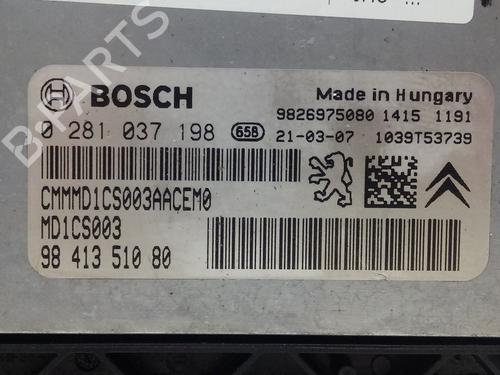 BOSCH
Made in Hungary
9826975080 1415 1191
0 281 037 198 658 21-03-07 1039T53739
CMMMD1CS003AACEM0
MD1CS003
98 413 510 80
B-PARTS